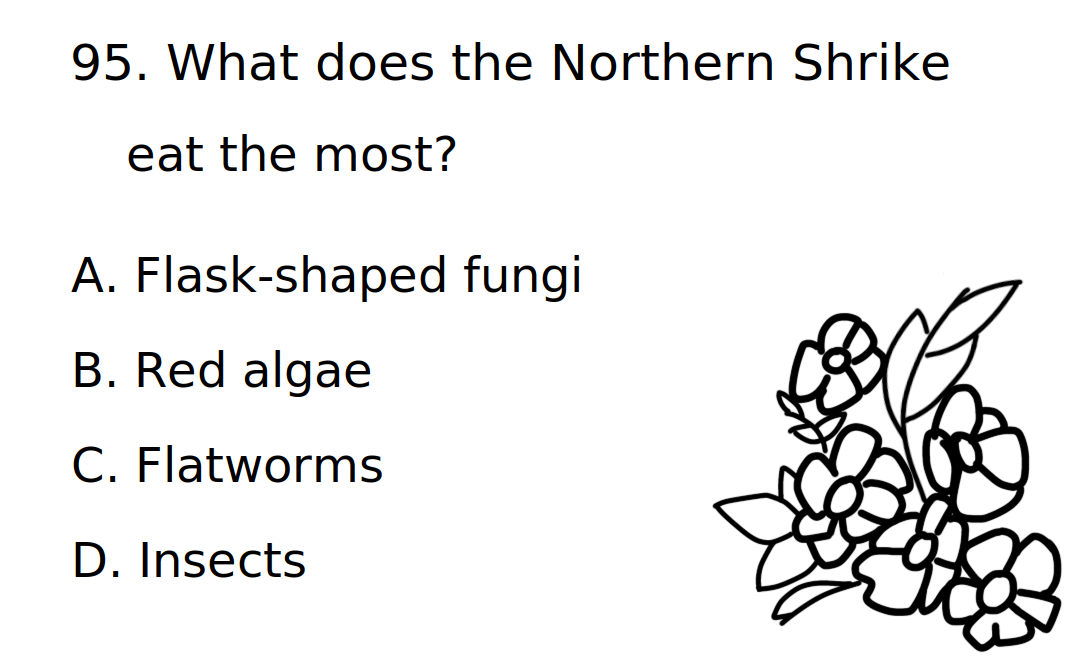 95. What does the Northern Shrike
eat the most?
A. Flask-shaped fungi
B. Red algae
C. Flatworms
D. Insects